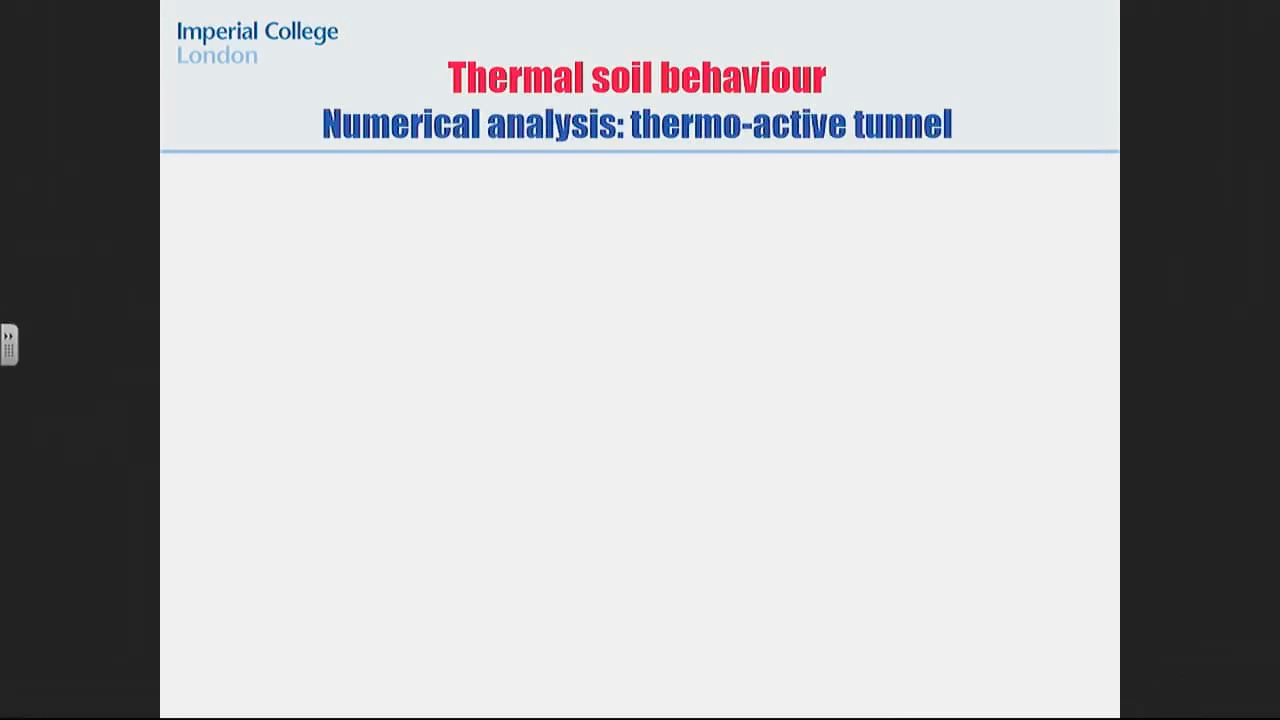 Imperial College
London
Thermal soil behaviour
Numerical analysis: thermo-active tunnel